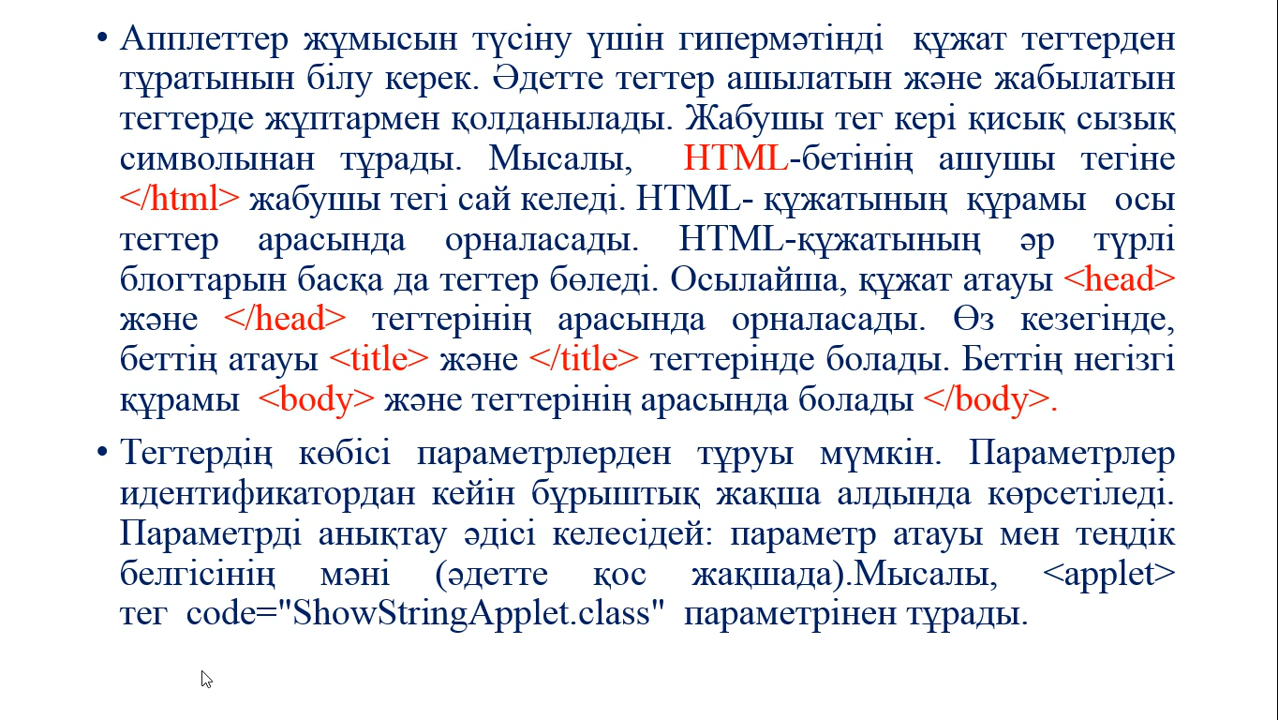 • Апплеттер жұмысын түсіну үшін гипермәтінді құжат тегтерден
тұратынын білу керек. Әдетте тегтер ашылатын және жабылатын
тегтерде жұптармен қолданылады. Жабушы тег кері қисық сызық
символынан тұрады. Мысалы, HTML-бетінің ашушы тегіне
</html> жабушы тегі сай келеді. HTML- құжатының құрамы осы
тегтер арасында орналасады. HTML-құжатының әр түрлі
блогтарын басқа да тегтер бөледі. Осылайша, құжат атауы <head>
және </head> тегтерінің арасында орналасады. Өз кезегінде,
беттің атауы <title> және </title> тегтерінде болады. Беттің негізгі
құрамы <body> және тегтерінің арасында болады </body>.
• Тегтердің көбісі параметрлерден тұруы мүмкін. Параметрлер
идентификатордан кейін бұрыштық жақша алдында көрсетіледі.
Параметрді анықтау әдісі келесідей: параметр атауы мен теңдік
белгісінің мәні (әдетте қос жақшада).Мысалы, <applet>
тег code="ShowStringApplet.class" параметрінен тұрады.